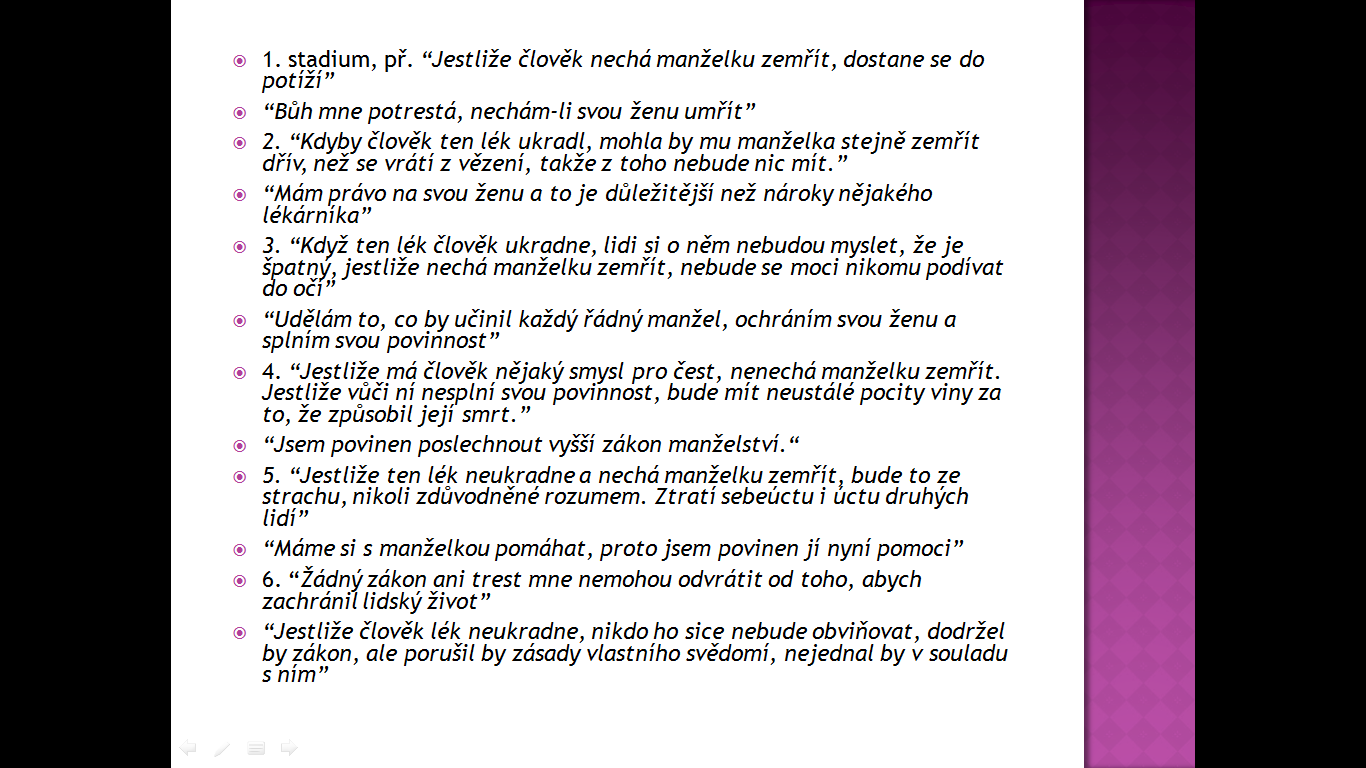 1. stadium, př. “Jestliže člověk nechá manželku zemřít, dostane se do
potíží”
“Bůh mne potrestá, nechám-li svou ženu umřít”
2. “Kdyby člověk ten lék ukradl, mohla by mu manželka stejně zemřít
dřív, než se vrátí z vězení, takže z toho nebude nic mít.”
“Mám právo na svou ženu a to je důležitější než nároky nějakého
lékárníka”
3. “Když ten lék člověk ukradne, lidi si o něm nebudou myslet, že je
špatný, jestliže nechá manželku zemřít, nebude se moci nikomu podívat
do očí”
“Udělám to, co by učinil každý řádný manžel, ochráním svou ženu a
splním svou povinnost”
4. “Jestliže má člověk nějaký smysl pro čest, nenechá manželku zemřít.
Jestliže vůči ní nesplní svou povinnost, bude mít neustálé pocity viny za
to, že způsobil její smrt.”
“Jsem povinen poslechnout vyšší zákon manželství.“
5. “Jestliže ten lék neukradne a nechá manželku zemřít, bude to ze
strachu, nikoli zdůvodněné rozumem. Ztratí sebeúctu i úctu druhých
lidí”
“Máme si s manželkou pomáhat, proto jsem povinen jí nyní pomoci”
6. “Žádný zákon ani trest mne nemohou odvrátit od toho, abych
zachránil lidský život”
“Jestliže člověk lék neukradne, nikdo ho sice nebude obviňovat, dodržel
by zákon, ale porušil by zásady vlastního svědomí, nejednal by v souladu
s ním”